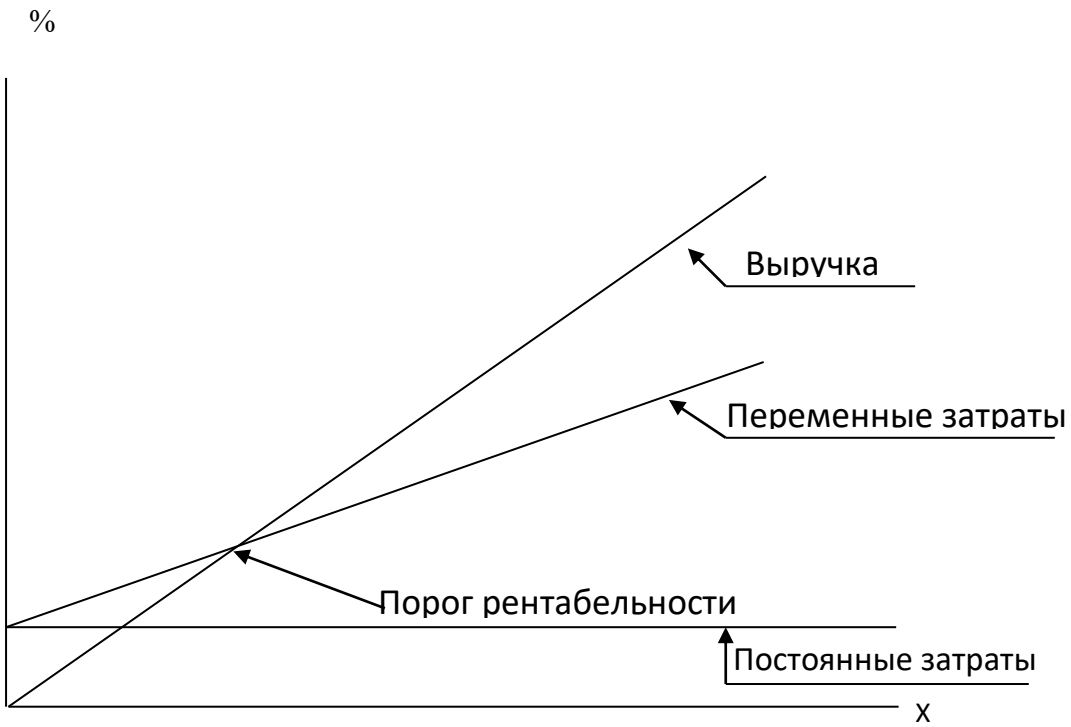 %
Выручка
Переменные затраты
Порог рентабельности
Постоянные затраты
х